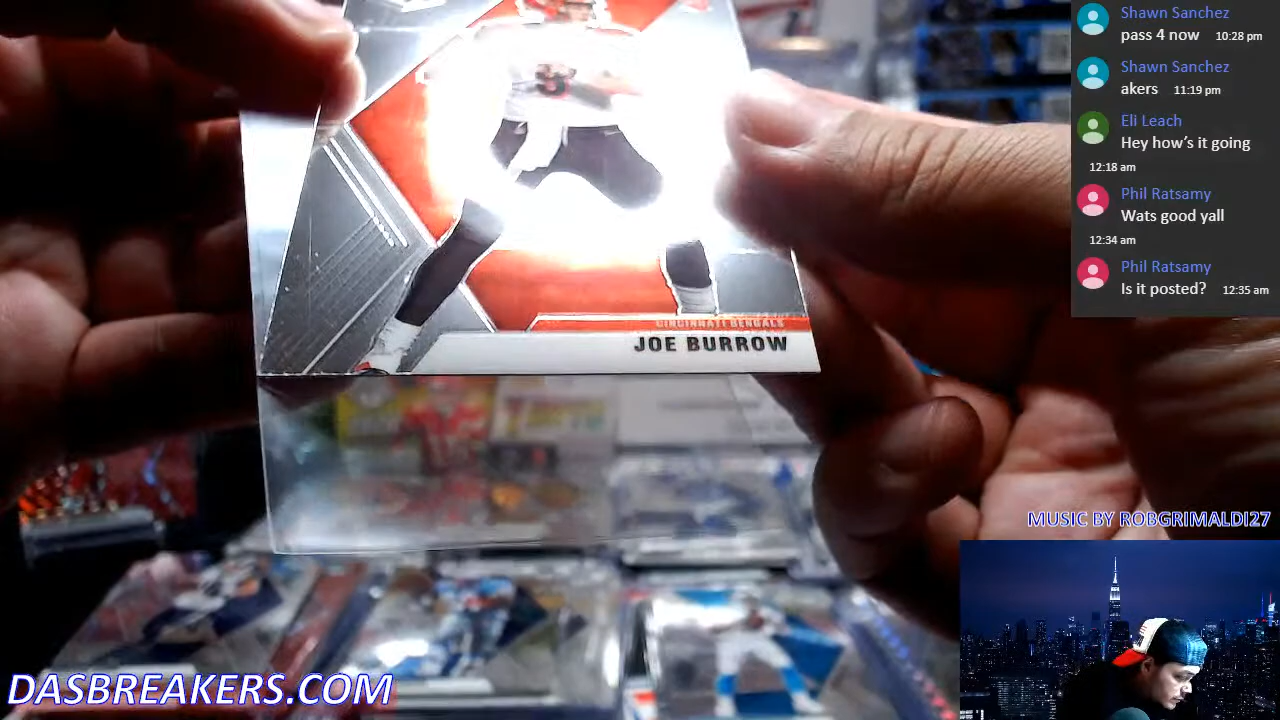 Shawn Sanchez
pass 4 now 10:28 pm
Shawn Sanchez
akers 11:19 pm
Eli Leach
Hey how's it going
12:18 am
Phil Ratsamy
Wats good yall
12:34 am
Phil Ratsamy
Is it posted? 12:35 am
CINCINNATI BENGALS
JOE BURROW
MUSIC BY ROBGRIMALDI27
DASBREAKERS.COM